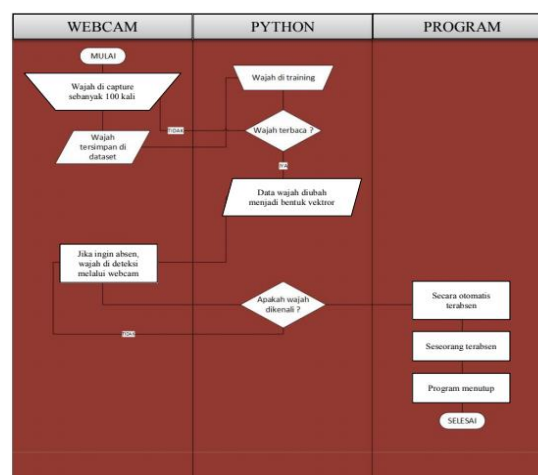 WEBCAM
PYTHON
PROGRAM
MULAI
Wajah di capture
sebanyak 100 kali
Wajah
tersimpan di
dataset
Wajah di training
TIDAK
Wajah terbaca ?
IYA
Data wajah diubah
menjadi bentuk vektror
Jika ingin absen,
wajah di deteksi
melalui webcam
Apakah wajah
dikenali ?
TIDAK
Secara otomatis
terabsen
Seseorang terabsen
Program menutup
SELESAI